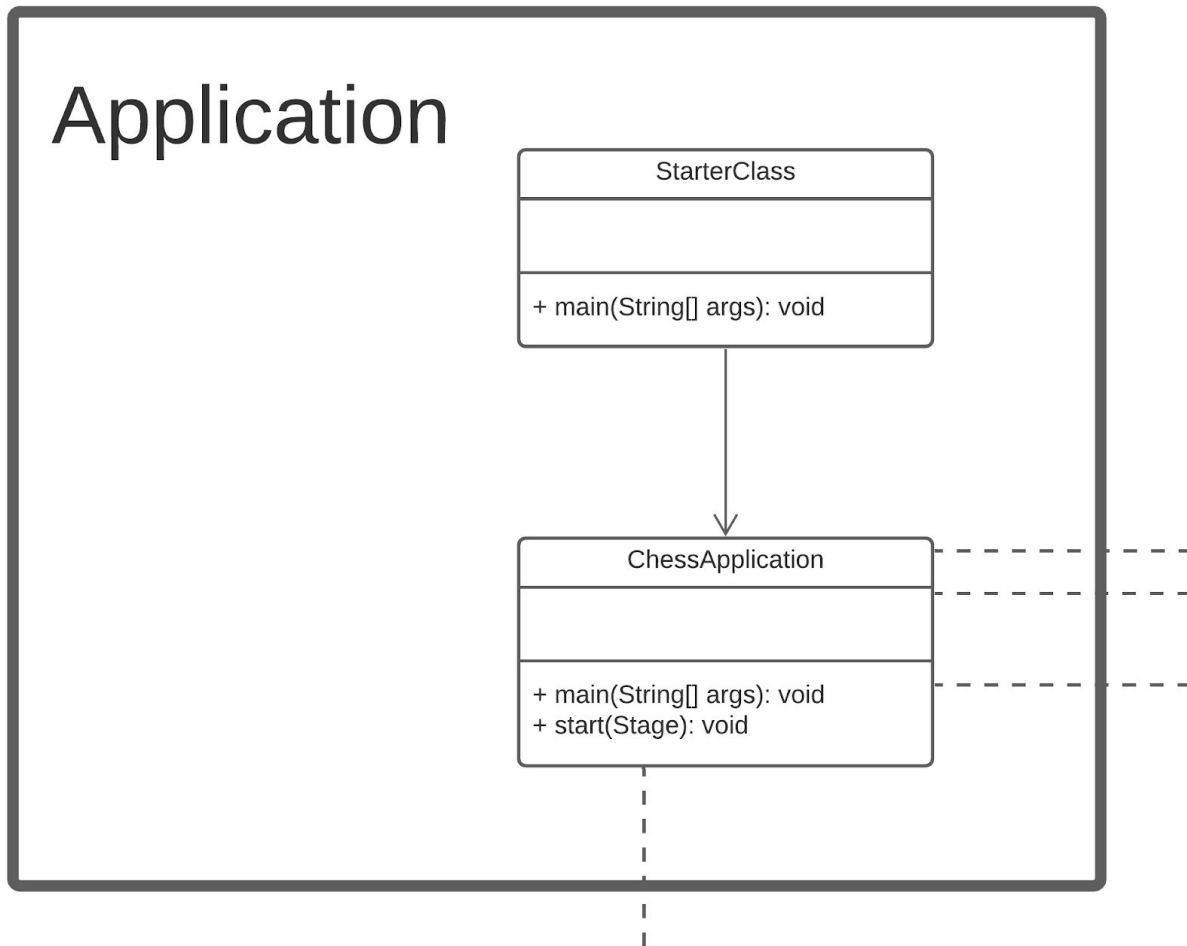 Application
StarterClass
+ main(String[] args): void
ChessApplication
+ main(String[] args): void
+ start(Stage): void